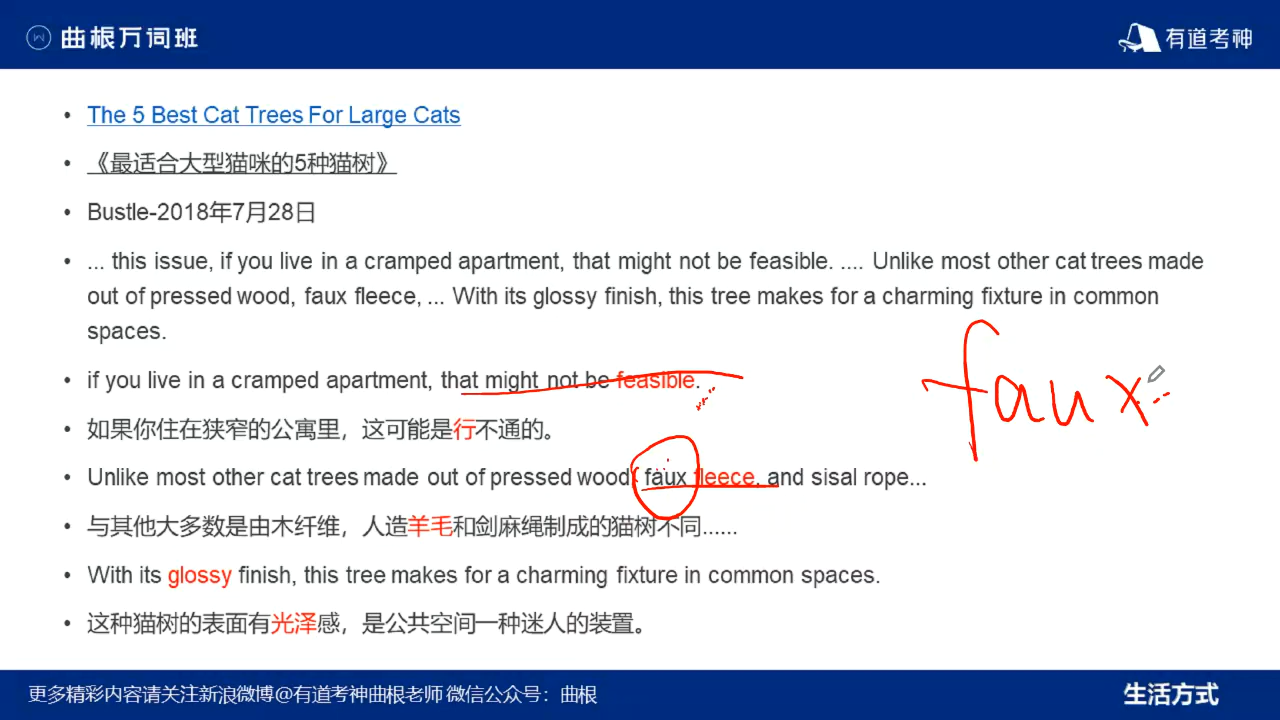 曲根万词班
有道考神
The 5 Best Cat Trees For Large Cats
《最适合大型猫咪的5种猫树》
Bustle-2018年7月28日
... this issue, if you live in a cramped apartment, that might not be feasible. .... Unlike most other cat trees made
out of pressed wood, faux fleece, ... With its glossy finish, this tree makes for a charming fixture in common
spaces.
if you live in a cramped apartment, that might not be feasible.
如果你住在狭窄的公寓里，这可能是行不通的。
faux
Unlike most other cat trees made out of pressed wood, faux fleece, and sisal rope...
与其他大多数是由木纤维，人造羊毛和剑麻绳制成的猫树不同......
With its glossy finish, this tree makes for a charming fixture in common spaces.
这种猫树的表面有光泽感，是公共空间一种迷人的装置。
更多精彩内容请关注新浪微博@有道考神曲根老师 微信公众号：曲根
生活方式